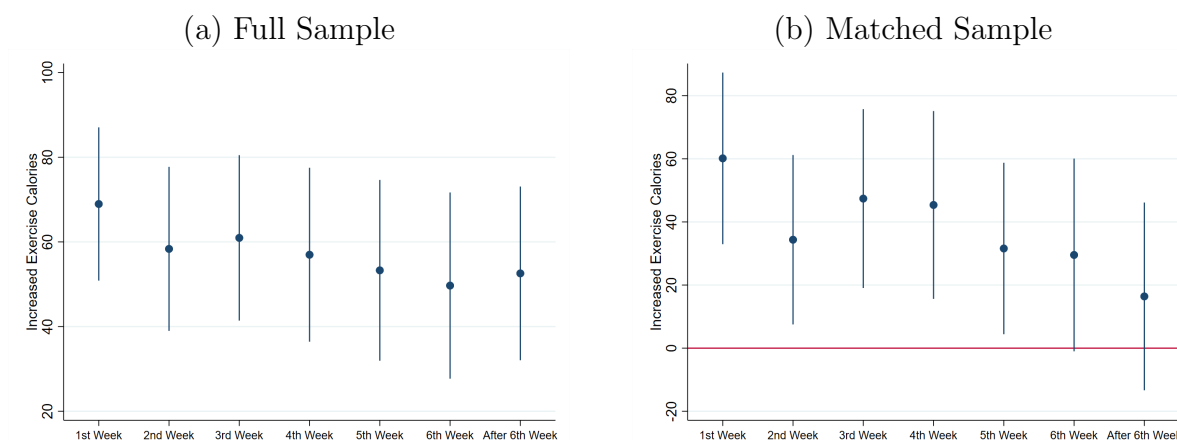 (a) Full Sample
Increased Exercise Calories
100
80
60
40
20
1st Week 2nd Week 3rd Week 4th Week 5th Week 6th Week After 6th Week
(b) Matched Sample
Increased Exercise Calories
80
60
40
20
0
-20
1st Week 2nd Week 3rd Week 4th Week 5th Week 6th Week After 6th Week